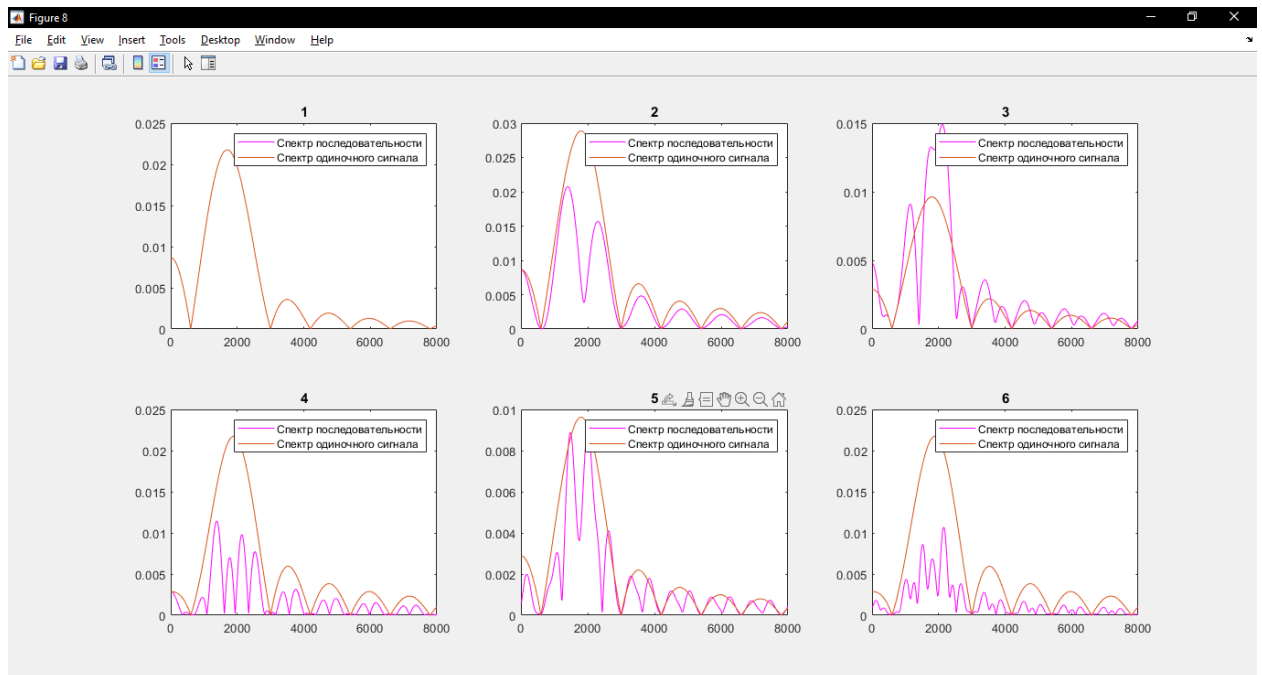 Figure 8
File Edit View Insert Tools Desktop Window Help
1
0.025
0.02
0.015
0.01
0.005
0
0 2000 4000 6000 8000
Спектр последовательности
Спектр одиночного сигнала
2
0.03
0.025
0.02
0.015
0.01
0.005
0
0 2000 4000 6000 8000
Спектр последовательности
Спектр одиночного сигнала
3
0.015
0.01
0.005
0
0 2000 4000 6000 8000
Спектр последовательности
Спектр одиночного сигнала
4
0.025
0.02
0.015
0.01
0.005
0
0 2000 4000 6000 8000
Спектр последовательности
Спектр одиночного сигнала
5
0.01
0.008
0.006
0.004
0.002
0
0 2000 4000 6000 8000
Спектр последовательности
Спектр одиночного сигнала
6
0.025
0.02
0.015
0.01
0.005
0
0 2000 4000 6000 8000
Спектр последовательности
Спектр одиночного сигнала